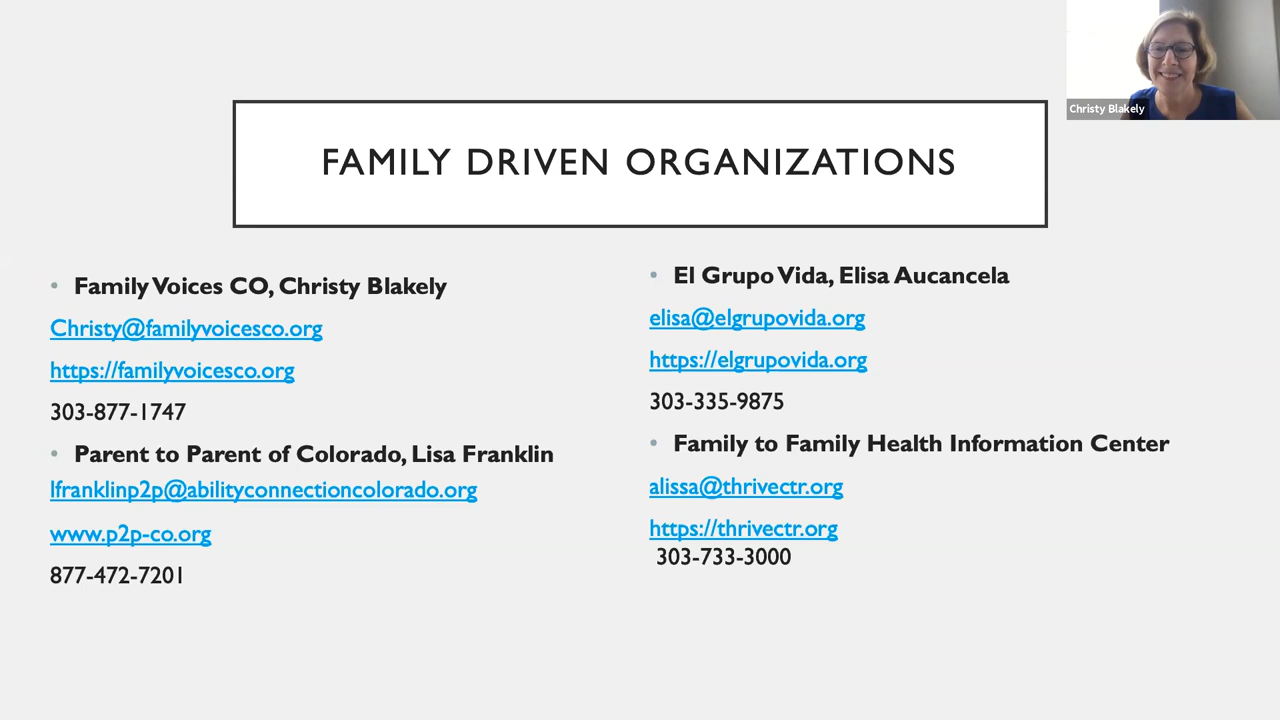 Christy Blakely
FAMILY DRIVEN ORGANIZATIONS
• Family Voices CO, Christy Blakely
Christy@familyvoicesco.org
https://familyvoicesco.org
303-877-1747
• Parent to Parent of Colorado, Lisa Franklin
lfranklinp2p@abilityconnectioncolorado.org
www.p2p-co.org
877-472-7201
• El Grupo Vida, Elisa Aucancela
elisa@elgrupovida.org
https://elgrupovida.org
303-335-9875
• Family to Family Health Information Center
alissa@thrivectr.org
https://thrivectr.org
303-733-3000